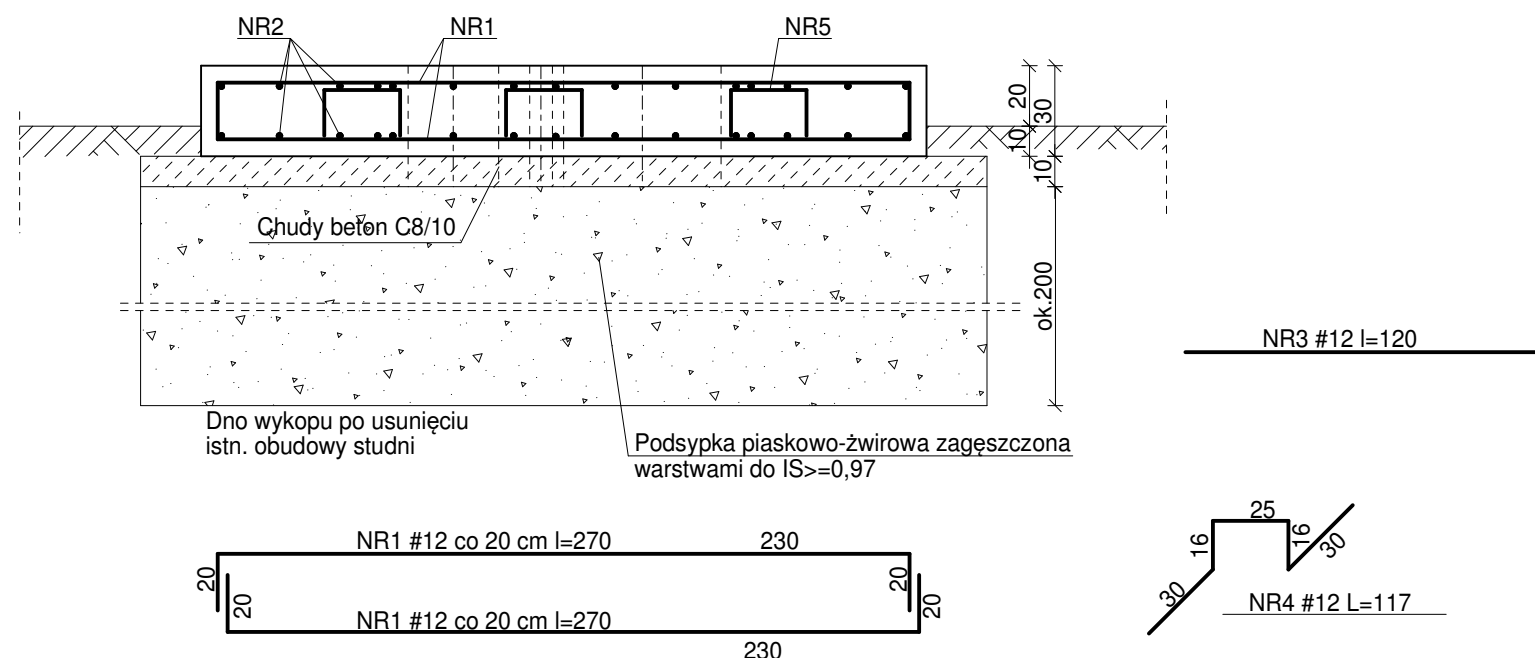 NR2
NR1
NR5
20
30
10
10
Chudy beton C8/10
ok.200
NR3 #12 l=120
Dno wykopu po usunięciu
istn. obudowy studni
Podsypka piaskowo-żwirowa zagęszczona
warstwami do IS>=0,97
NR1 #12 co 20 cm l=270
230
20
20
20
20
NR1 #12 co 20 cm l=270
230
25
16
16
30
30
NR4 #12 L=117